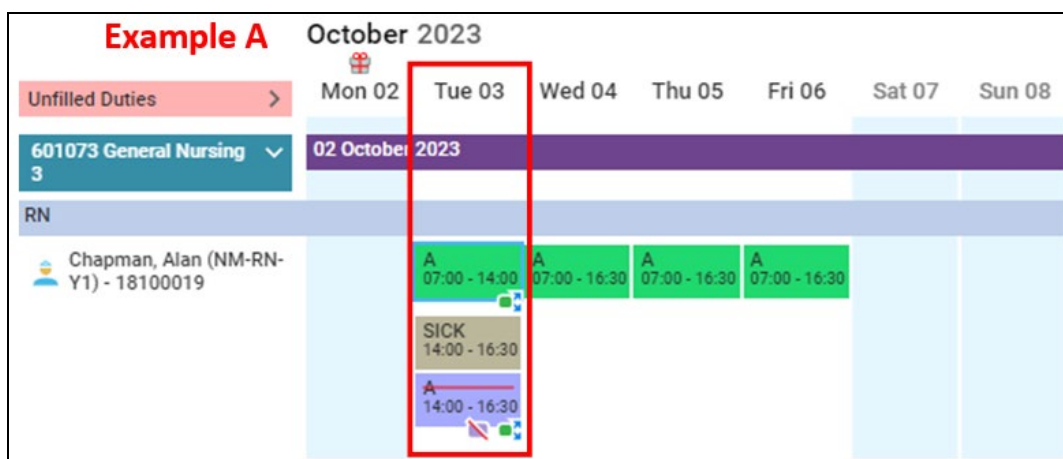 Example A
October 2023
Mon 02 Tue 03 Wed 04 Thu 05 Fri 06 Sat 07 Sun 08
Unfilled Duties
601073 General Nursing
3
02 October 2023
RN
Chapman, Alan (NM-RN-
Y1) - 18100019
A A A A
07:00 - 14:00 07:00 - 16:30 07:00 - 16:30 07:00 - 16:30
SICK
14:00 - 16:30
A
14:00 - 16:30